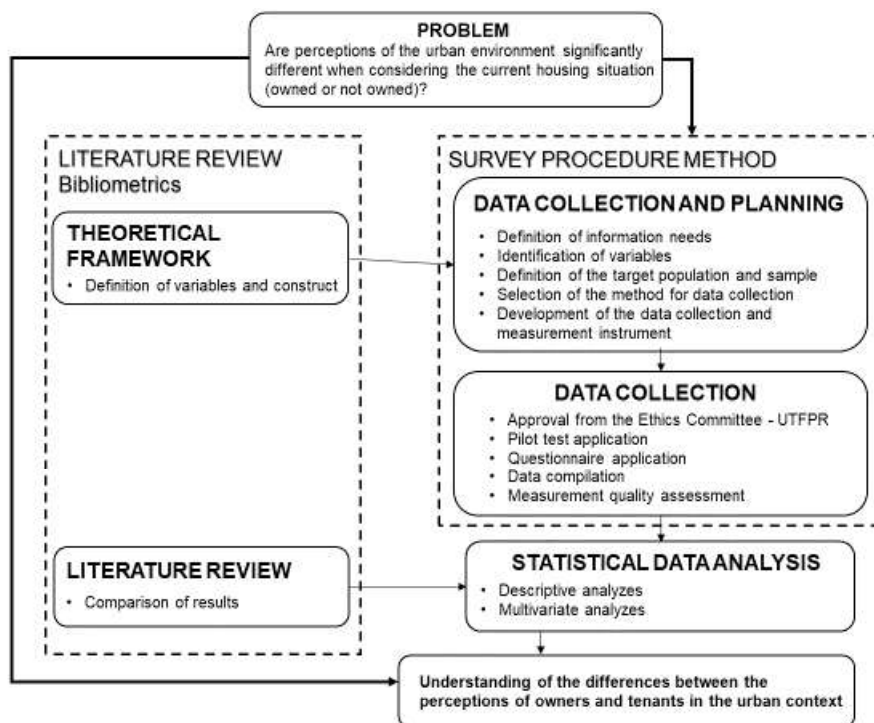 PROBLEM
Are perceptions of the urban environment significantly
different when considering the current housing situation
(owned or not owned)?
LITERATURE REVIEW
Bibliometrics
THEORETICAL
FRAMEWORK
• Definition of variables and construct
LITERATURE REVIEW
• Comparison of results
SURVEY PROCEDURE METHOD
DATA COLLECTION AND PLANNING
• Definition of information needs
• Identification of variables
• Definition of the target population and sample
• Selection of the method for data collection
• Development of the data collection and
measurement instrument
DATA COLLECTION
• Approval from the Ethics Committee - UTFPR
• Pilot test application
• Questionnaire application
• Data compilation
• Measurement quality assessment
STATISTICAL DATA ANALYSIS
• Descriptive analyzes
• Multivariate analyzes
Understanding of the differences between the
perceptions of owners and tenants in the urban context